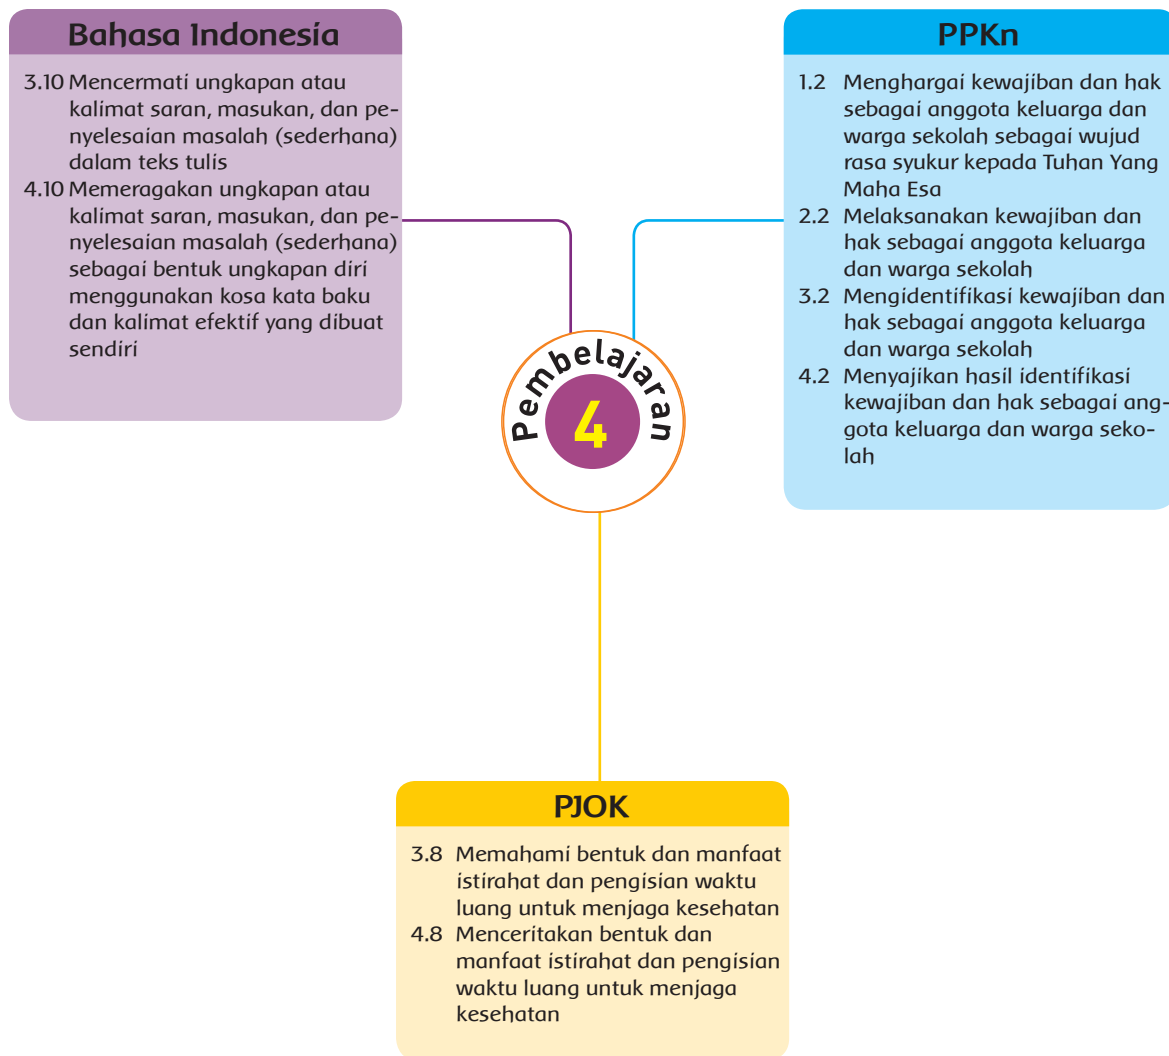 Bahasa Indonesia
3.10 Mencermati ungkapan atau
kalimat saran, masukan, dan pe-
nyelesaian masalah (sederhana)
dalam teks tulis
4.10 Memeragakan ungkapan atau
kalimat saran, masukan, dan pe-
nyelesaian masalah (sederhana)
sebagai bentuk ungkapan diri
menggunakan kosa kata baku
dan kalimat efektif yang dibuat
sendiri
PPKn
1.2 Menghargai kewajiban dan hak
sebagai anggota keluarga dan
warga sekolah sebagai wujud
rasa syukur kepada Tuhan Yang
Maha Esa
2.2 Melaksanakan kewajiban dan
hak sebagai anggota keluarga
dan warga sekolah
3.2 Mengidentifikasi kewajiban dan
hak sebagai anggota keluarga
dan warga sekolah
4.2 Menyajikan hasil identifikasi
kewajiban dan hak sebagai ang-
gota keluarga dan warga seko-
lah
Pembelajaran
4
PJOK
3.8 Memahami bentuk dan manfaat
istirahat dan pengisian waktu
luang untuk menjaga kesehatan
4.8 Menceritakan bentuk dan
manfaat istirahat dan pengisian
waktu luang untuk menjaga
kesehatan